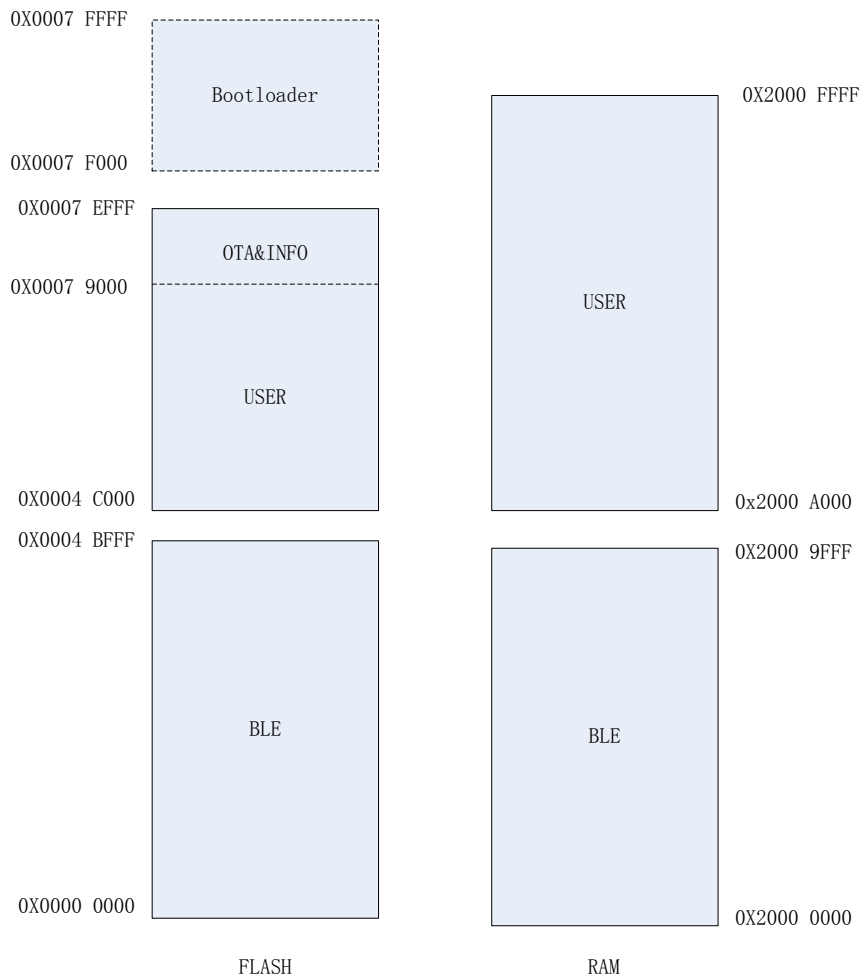 0X0007 FFFF
Bootloader
0X2000 FFFF
0X0007 F000
0X0007 EFFF
OTA&INFO
0X0007 9000
USER
USER
0X0004 C000
0x2000 A000
0X0004 BFFF
0X2000 9FFF
BLE
BLE
0X0000 0000
0X2000 0000
FLASH
RAM